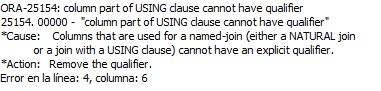 ORA-25154: column part of USING clause cannot have qualifier
25154. 00000 -  "column part of USING clause cannot have qualifier"
*Cause:    Columns that are used for a named-join (either a NATURAL join
or a join with a USING clause) cannot have an explicit qualifier.
*Action:   Remove the qualifier.
Error en la línea: 4, columna: 6